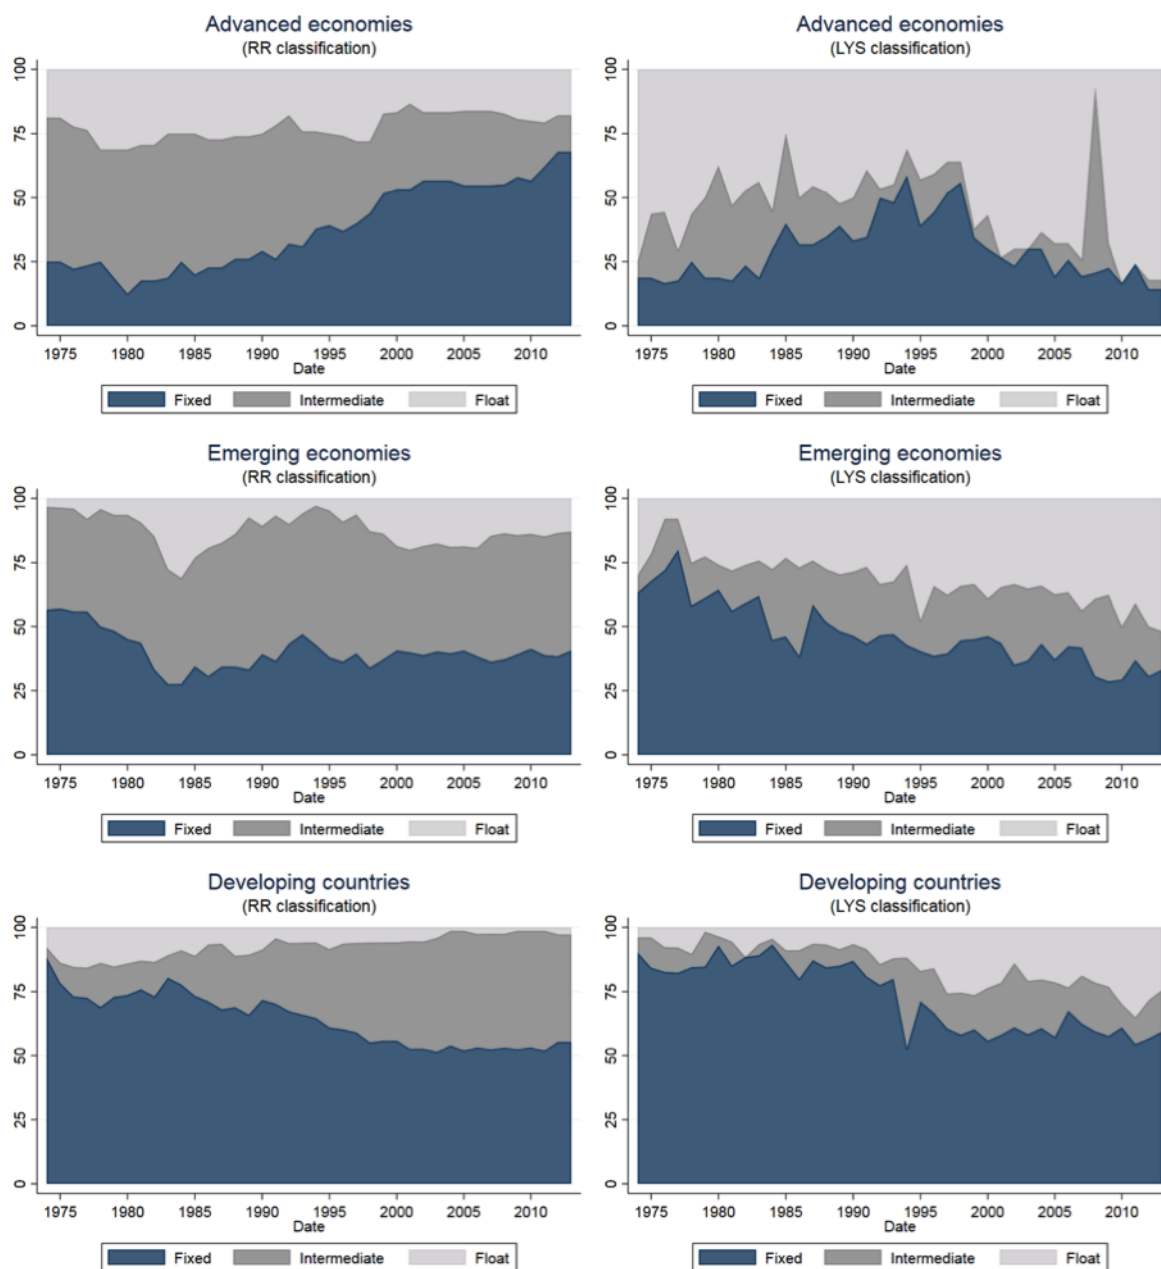 Advanced economies
(RR classification)
100
75
50
25
0
1975 1980 1985 1990 1995 2000 2005 2010
Date
Fixed Intermediate Float
Advanced economies
(LYS classification)
100
75
50
25
0
1975 1980 1985 1990 1995 2000 2005 2010
Date
Fixed Intermediate Float
Emerging economies
(RR classification)
100
75
50
25
0
1975 1980 1985 1990 1995 2000 2005 2010
Date
Fixed Intermediate Float
Emerging economies
(LYS classification)
100
75
50
25
0
1975 1980 1985 1990 1995 2000 2005 2010
Date
Fixed Intermediate Float
Developing countries
(RR classification)
100
75
50
25
0
1975 1980 1985 1990 1995 2000 2005 2010
Date
Fixed Intermediate Float
Developing countries
(LYS classification)
100
75
50
25
0
1975 1980 1985 1990 1995 2000 2005 2010
Date
Fixed Intermediate Float